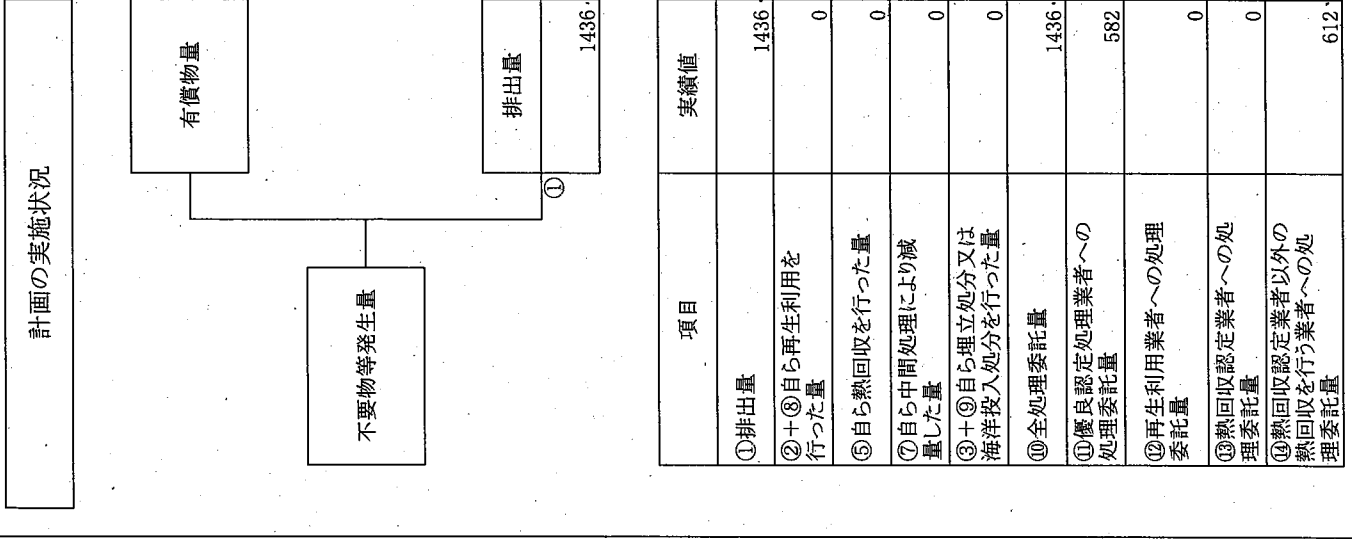 計画の実施状況
有償物量
不要物等発生量
排出量
①
1436
項目
実績値
①排出量
1436
②+⑧自ら再生利用を
行った量
0
⑤自ら熱回収を行った量
0
⑦自ら中間処理により減
量した量
0
③+⑨自ら埋立処分又は
海洋投入処分を行った量
0
⑩全処理委託量
1436
⑪優良認定処理業者への
処理委託量
582
⑫再生利用業者への処理
委託量
0
⑬熱回収認定業者への処
理委託量
0
⑭熱回収認定業者以外の
熱回収を行う業者への処
理委託量
612